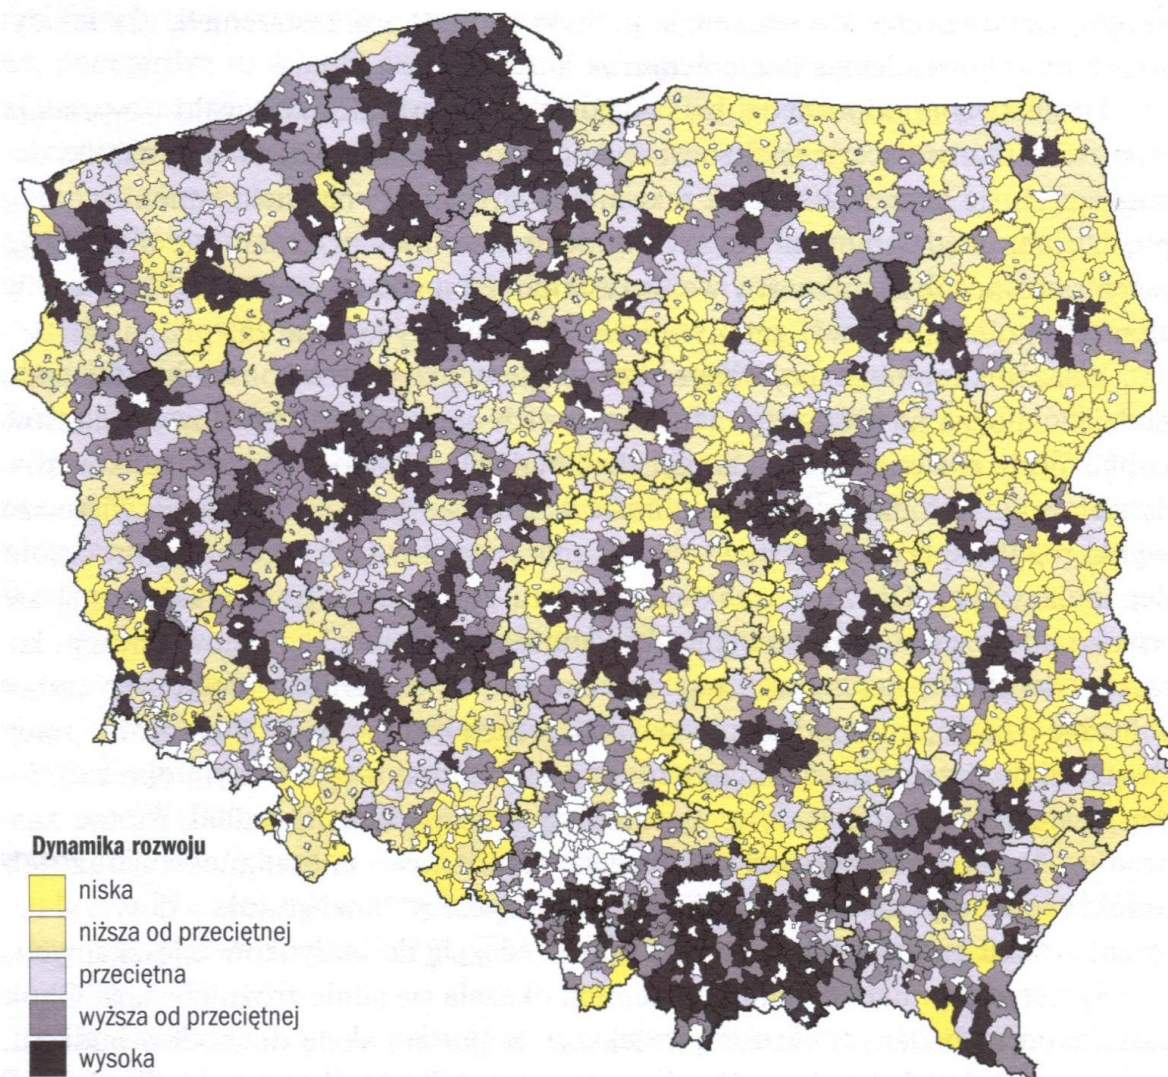 Dynamika rozwoju
niska
niższa od przeciętnej
przeciętna
wyższa od przeciętnej
wysoka